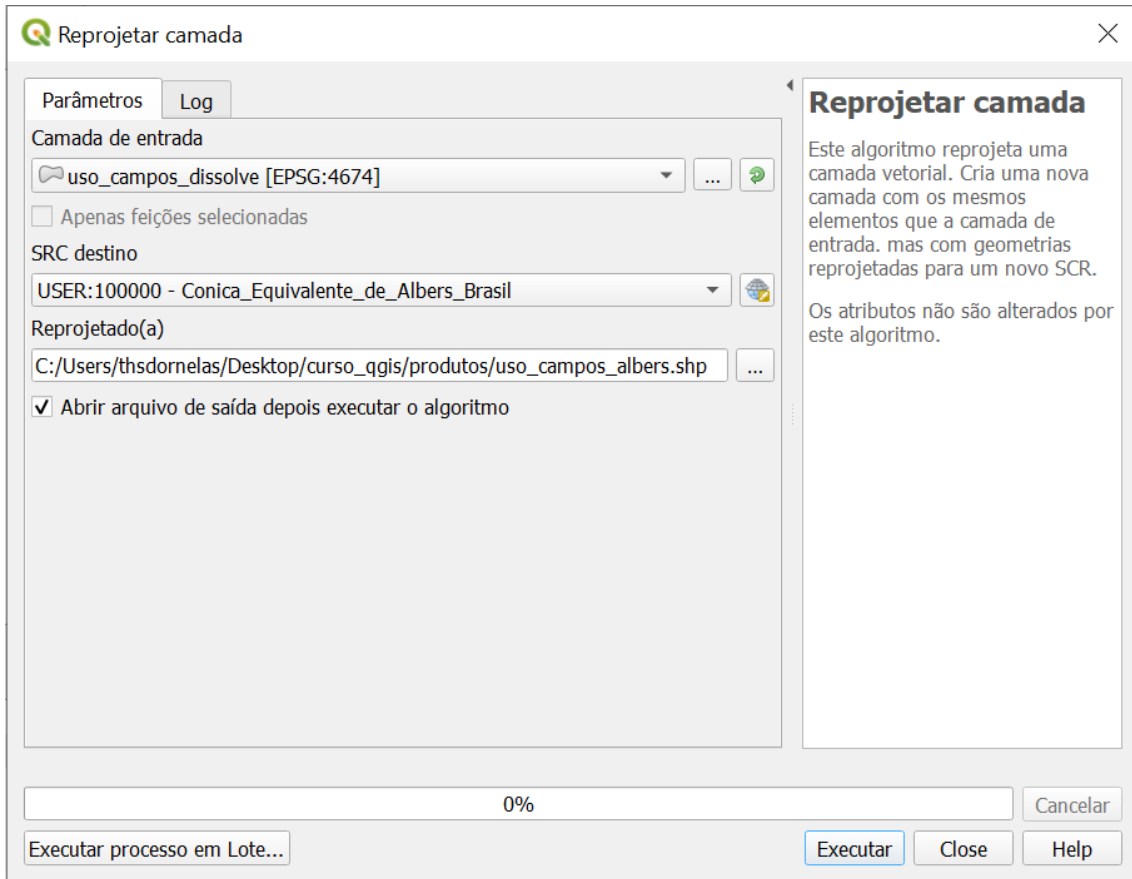 Reprojetar camada
Parâmetros
Log
Camada de entrada
uso_campos_dissolve [EPSG:4674]
...
Apenas feições selecionadas
SRC destino
USER:100000 - Conica_Equivalente_de_Albers_Brasil
Reprojetado(a)
C:/Users/thsdornelas/Desktop/curso_qgis/produtos/uso_campos_albers.shp
...
Abrir arquivo de saída depois executar o algoritmo
Reprojetar camada
Este algoritmo reprojeta uma
camada vetorial. Cria uma nova
camada com os mesmos
elementos que a camada de
entrada. mas com geometrias
reprojetadas para um novo SCR.
Os atributos não são alterados por
este algoritmo.
0%
Cancelar
Executar processo em Lote...
Executar
Close
Help